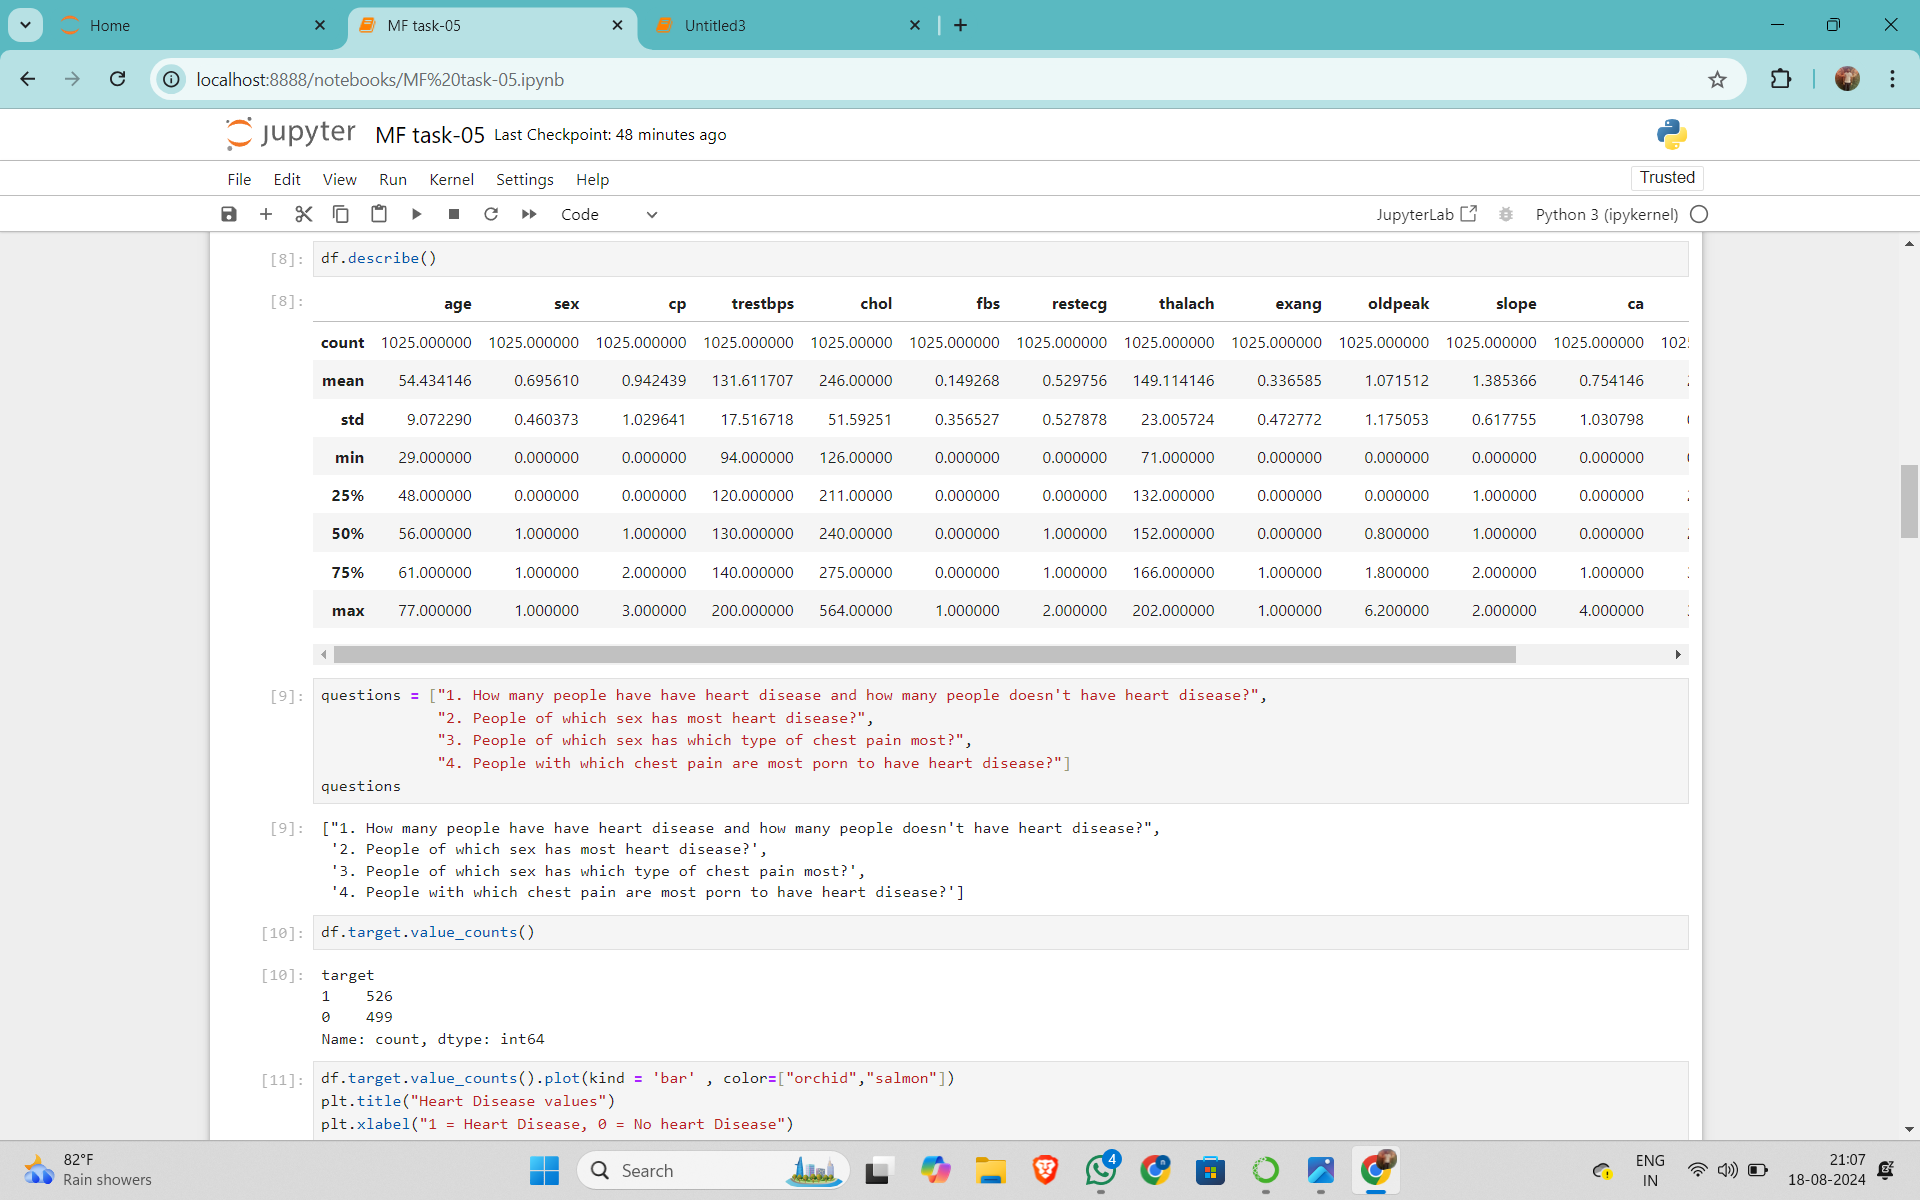 Home
MF task-05
Untitled3
localhost:8888/notebooks/MF%20task-05.ipynb
jupyter MF task-05 Last Checkpoint: 48 minutes ago
File Edit View Run Kernel Settings Help
Trusted
Code
JupyterLab
Python 3 (ipykernel)
[8]: df.describe()
[8]:
age sex cp trestbps chol fbs restecg thalach exang oldpeak slope ca
count 1025.000000 1025.000000 1025.000000 1025.000000 1025.00000 1025.000000 1025.000000 1025.000000 1025.000000 1025.000000 1025.000000 1025.000000 1025
mean 54.434146 0.695610 0.942439 131.611707 246.00000 0.149268 0.529756 149.114146 0.336585 1.071512 1.385366 0.754146
std 9.072290 0.460373 1.029641 17.516718 51.59251 0.356527 0.527878 23.005724 0.472772 1.175053 0.617755 1.030798
min 29.000000 0.000000 0.000000 94.000000 126.00000 0.000000 0.000000 71.000000 0.000000 0.000000 0.000000 0.000000
25% 48.000000 0.000000 0.000000 120.000000 211.00000 0.000000 0.000000 132.000000 0.000000 0.000000 1.000000 0.000000
50% 56.000000 1.000000 1.000000 130.000000 240.00000 0.000000 1.000000 152.000000 0.000000 0.800000 1.000000 0.000000
75% 61.000000 1.000000 2.000000 140.000000 275.00000 0.000000 1.000000 166.000000 1.000000 1.800000 2.000000 1.000000
max 77.000000 1.000000 3.000000 200.000000 564.00000 1.000000 2.000000 202.000000 1.000000 6.200000 2.000000 4.000000
[9]: questions = ["1. How many people have have heart disease and how many people doesn't have heart disease?",
"2. People of which sex has most heart disease?",
"3. People of which sex has which type of chest pain most?",
"4. People with which chest pain are most porn to have heart disease?"]
questions
[9]: ["1. How many people have have heart disease and how many people doesn't have heart disease?",
'2. People of which sex has most heart disease?',
'3. People of which sex has which type of chest pain most?',
'4. People with which chest pain are most porn to have heart disease?']
[10]: df.target.value_counts()
[10]: target
1 526
0 499
Name: count, dtype: int64
[11]: df.target.value_counts().plot(kind = 'bar' , color=["orchid","salmon"])
plt.title("Heart Disease values")
plt.xlabel("1 = Heart Disease, 0 = No heart Disease")
82°F
Rain showers
Search
4
ENG
IN
21:07
18-08-2024